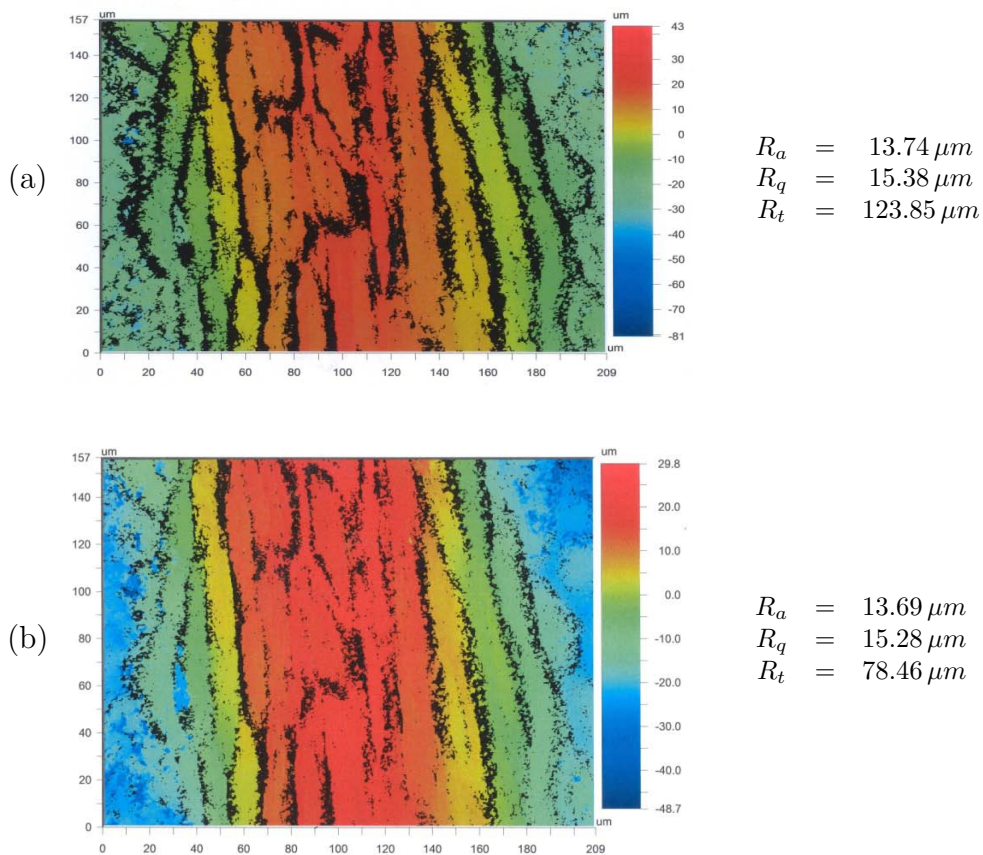 (a)
um
157
140
120
100
80
60
40
20
0
0 20 40 60 80 100 120 140 160 180 209
um
43
30
20
10
0
-10
-20
-30
-40
-50
-60
-70
-81
um
R_a = 13.74 μm
R_q = 15.38 μm
R_t = 123.85 μm
(b)
um
157
140
120
100
80
60
40
20
0
0 20 40 60 80 100 120 140 160 180 209
29.8
20.0
10.0
0.0
-10.0
-20.0
-30.0
-40.0
-48.7
um
R_a = 13.69 μm
R_q = 15.28 μm
R_t = 78.46 μm